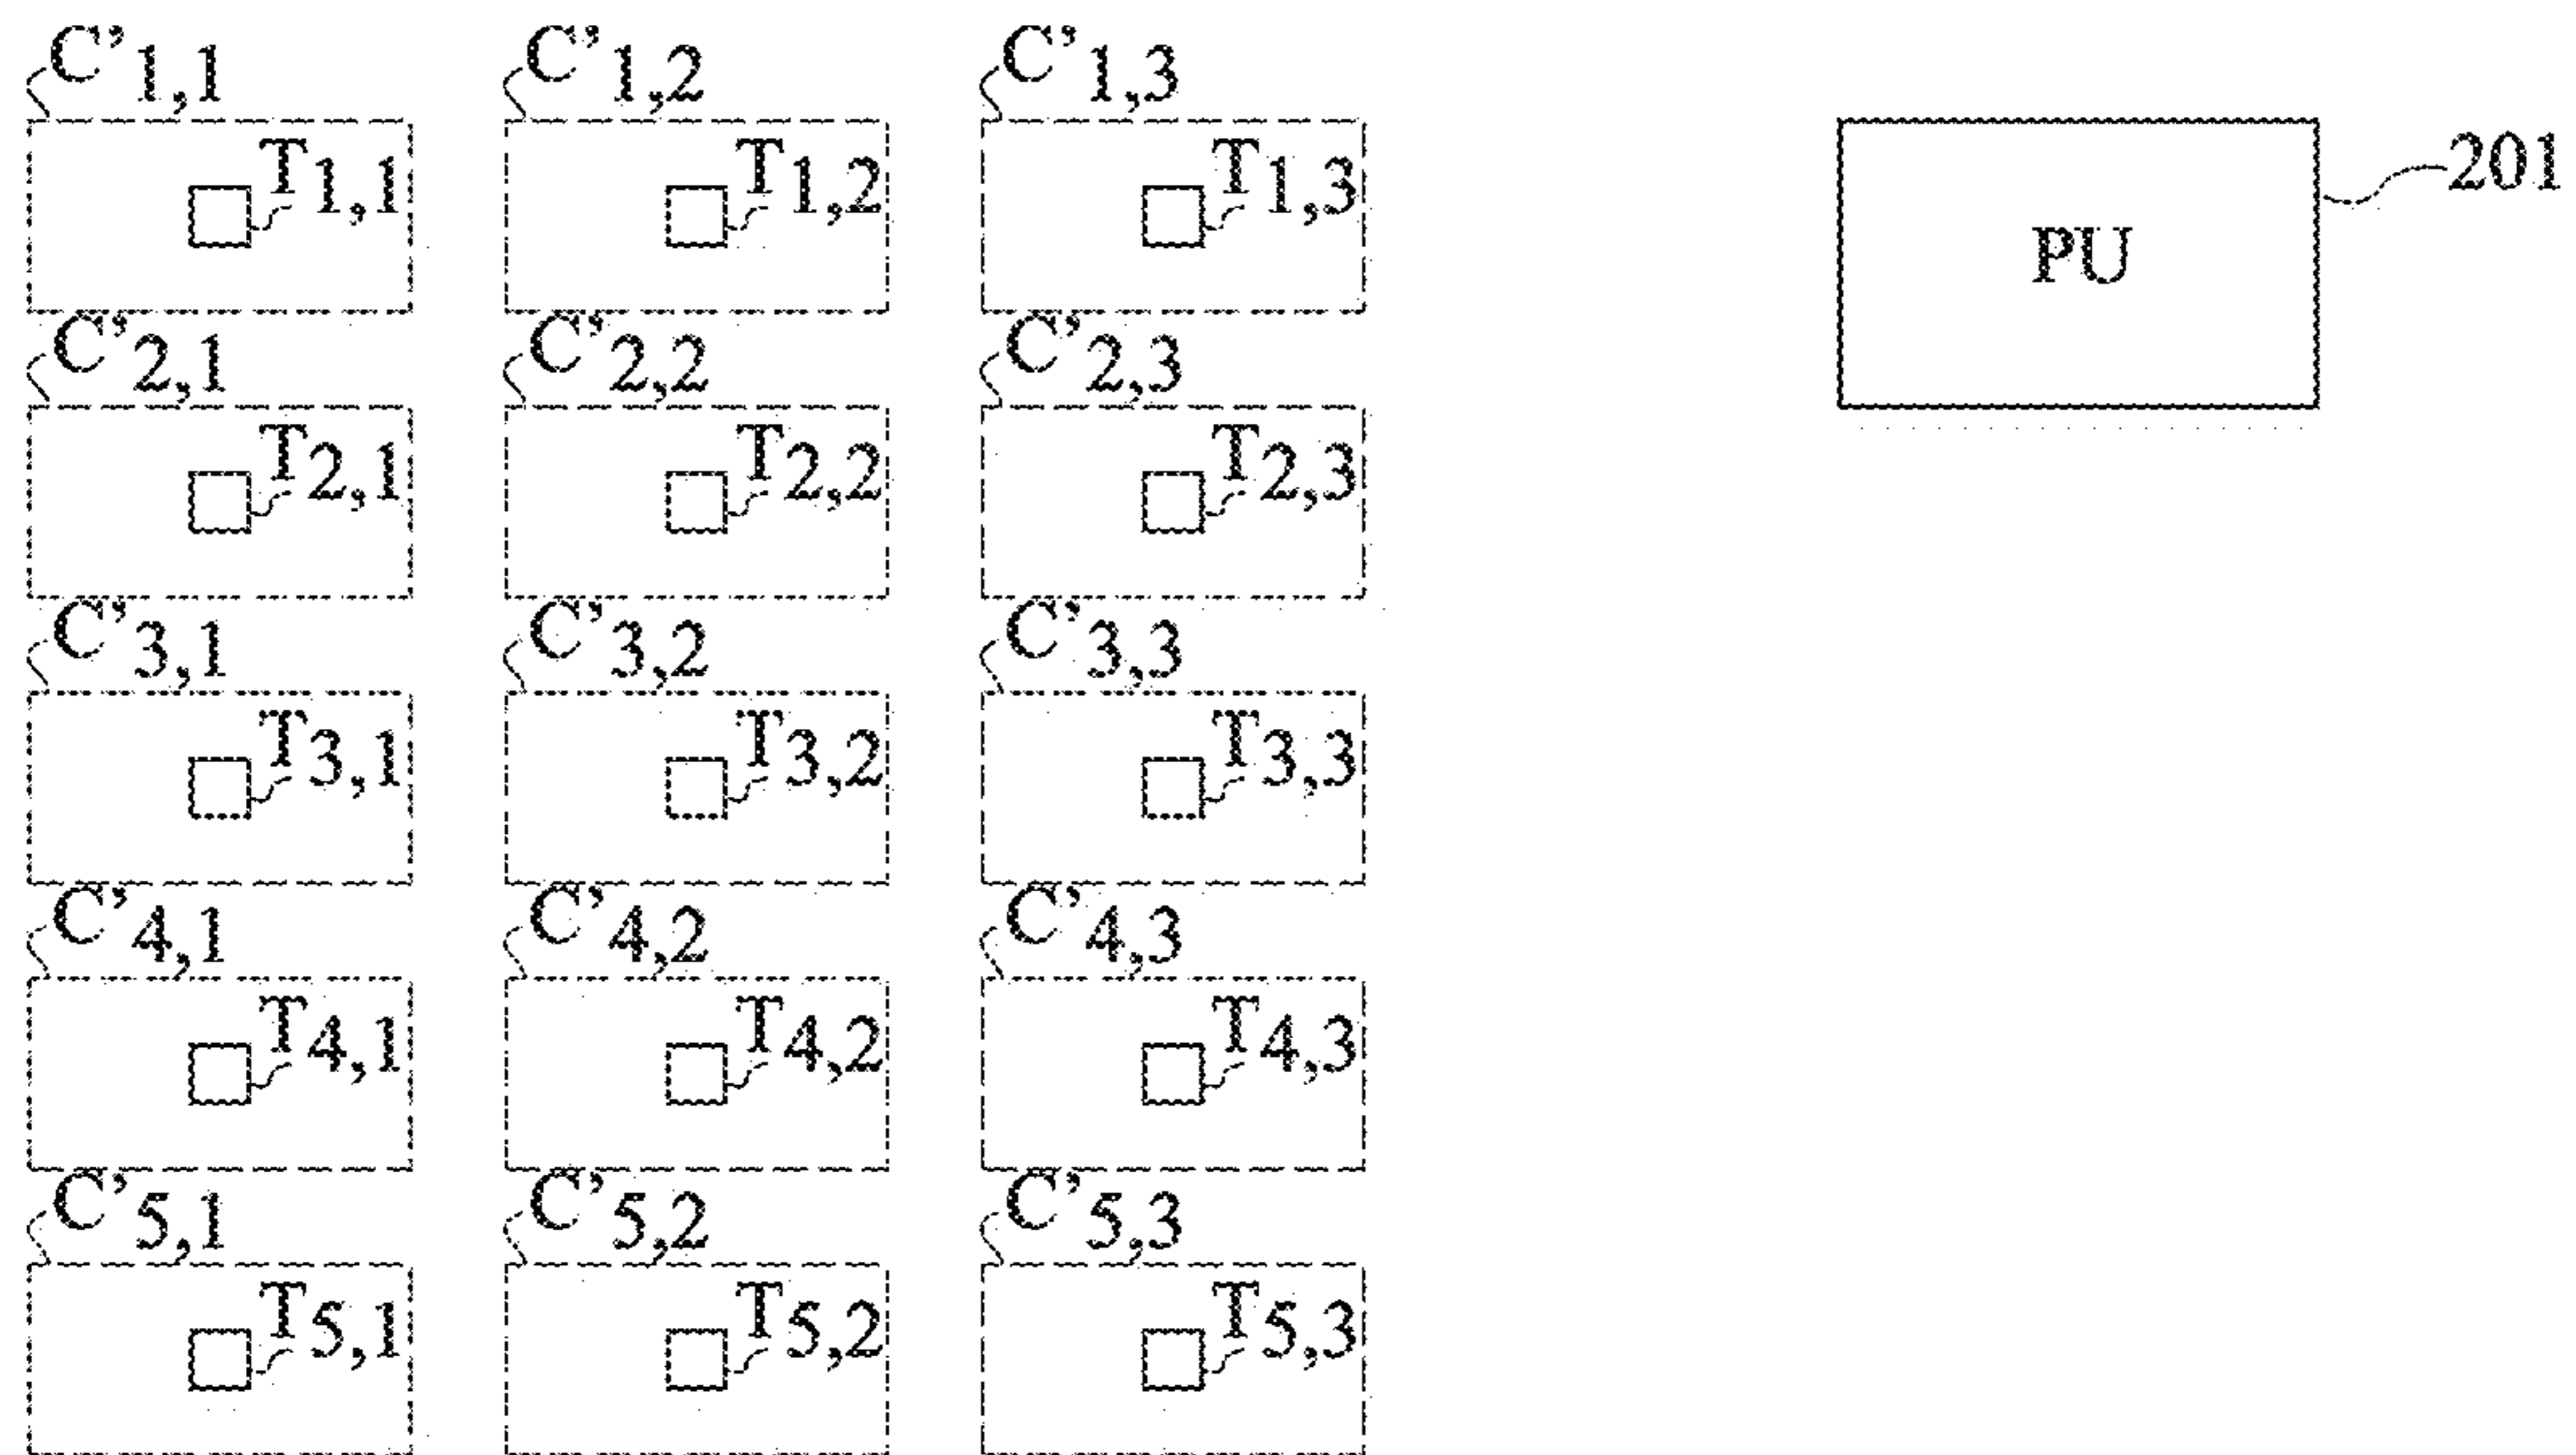 C'1,1 C'1,2 C'1,3
T1,1 T1,2 T1,3 201
PU
C'2,1 C'2,2 C'2,3
T2,1 T2,2 T2,3
C'3,1 C'3,2 C'3,3
T3,1 T3,2 T3,3
C'4,1 C'4,2 C'4,3
T4,1 T4,2 T4,3
C'5,1 C'5,2 C'5,3
T5,1 T5,2 T5,3